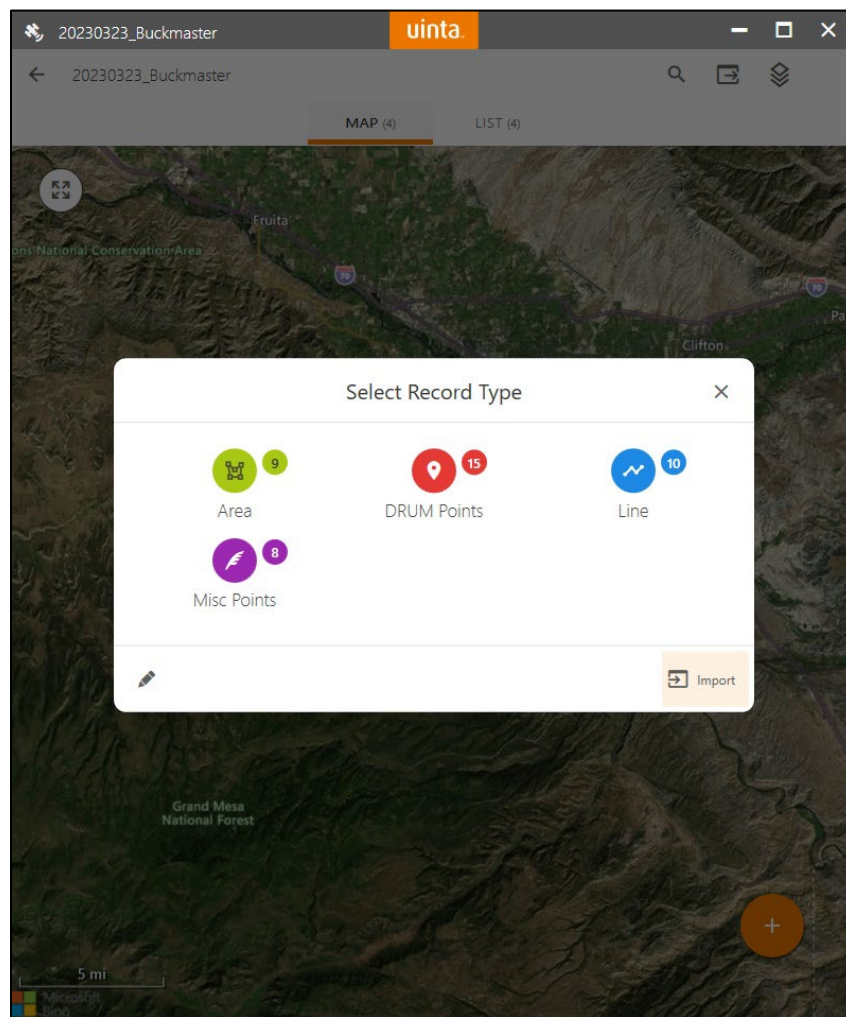 20230323_Buckmaster
uinta.
20230323_Buckmaster
MAP (4)
LIST (4)
Fruita
ons National Conservation Area
70
70
Pa
Clifton
Select Record Type
9
15
10
Area
DRUM Points
Line
8
Misc Points
Import
Grand Mesa
National Forest
5 mi
Microsoft
Bing